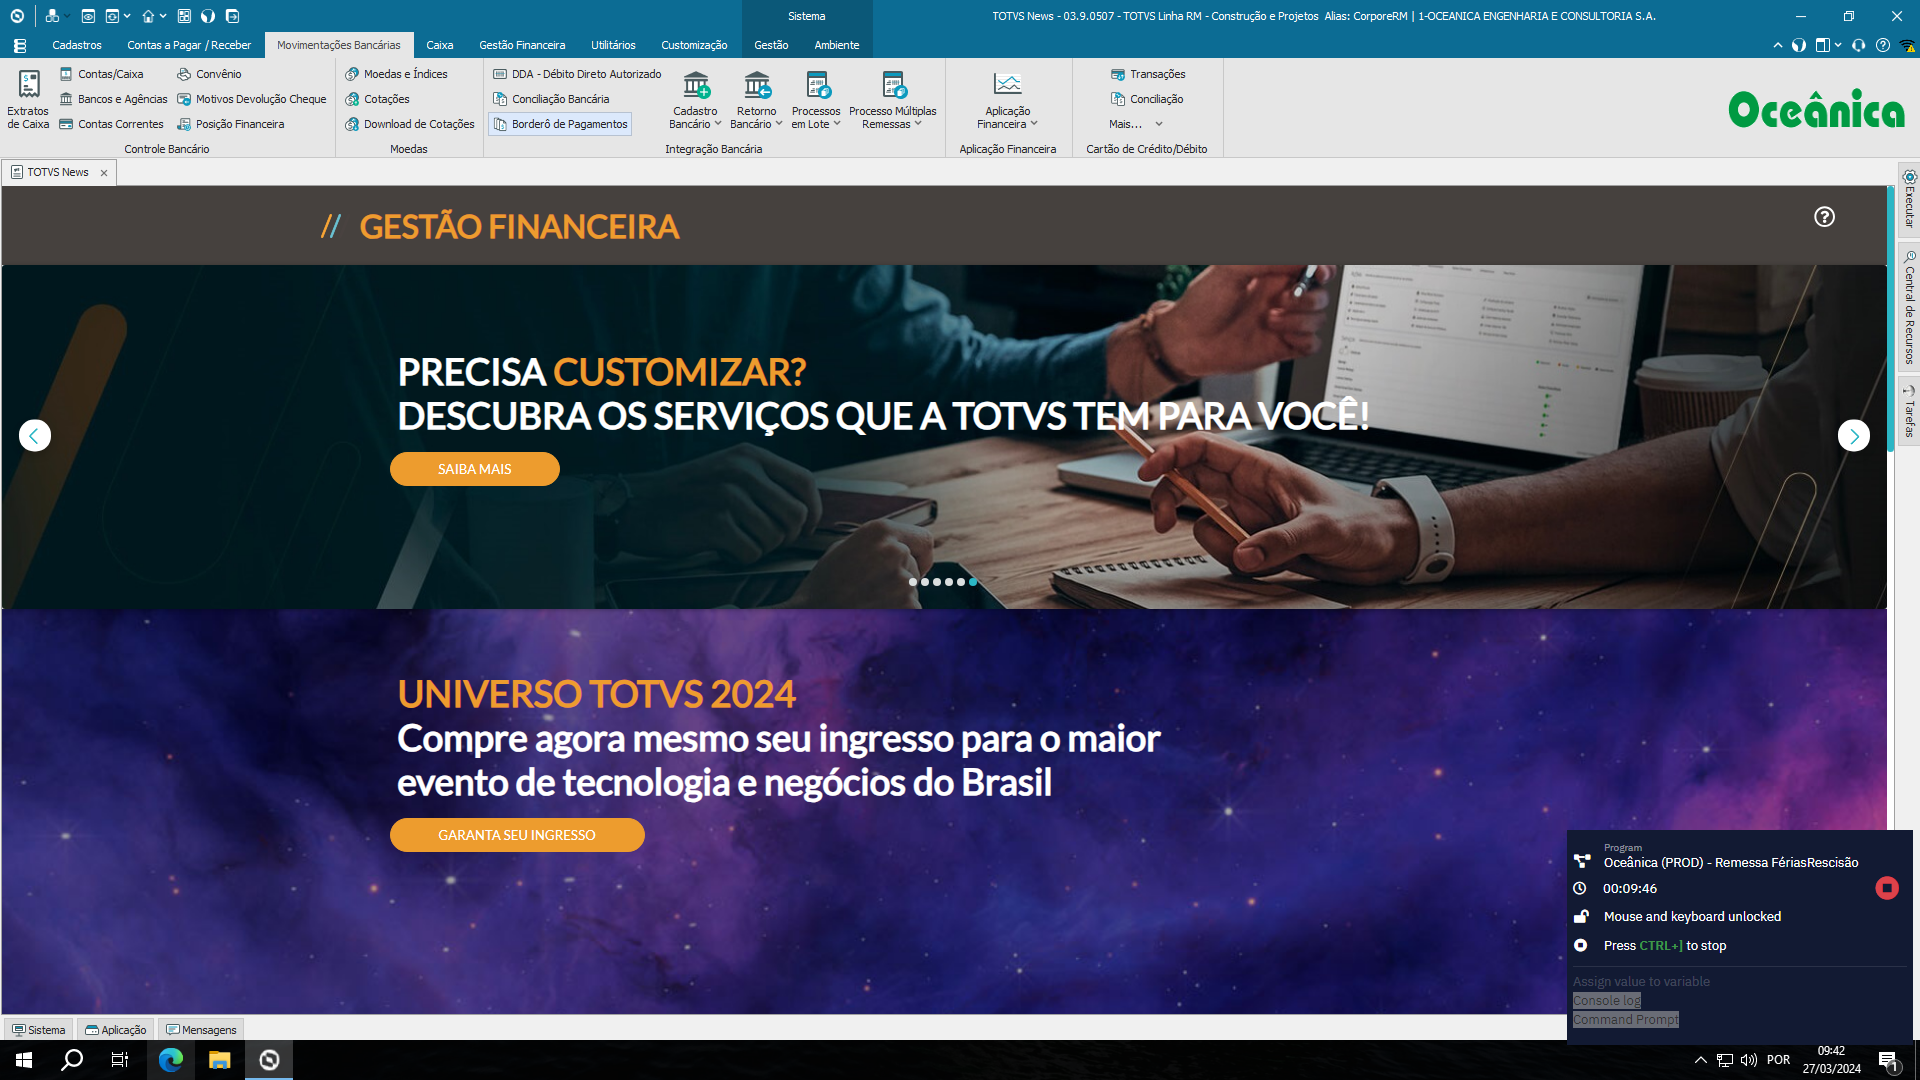 Sistema
TOTVS News - 03.9.0507 - TOTVS Linha RM - Construção e Projetos  Alias: CorporeRM | 1-OCEANICA ENGENHARIA E CONSULTORIA S.A.
Cadastros
Contas a Pagar / Receber
Movimentações Bancárias
Caixa
Gestão Financeira
Utilitários
Customização
Gestão
Ambiente
Extratos
de Caixa
Contas/Caixa
Bancos e Agências
Contas Correntes
Convênio
Motivos Devolução Cheque
Posição Financeira
Controle Bancário
Moedas e Índices
Cotações
Download de Cotações
Moedas
DDA - Débito Direto Autorizado
Conciliação Bancária
Borderô de Pagamentos
Cadastro
Bancário
Retorno
Bancário
Processos
em Lote
Processo Múltiplas
Remessas
Integração Bancária
Aplicação
Financeira
Aplicação Financeira
Transações
Conciliação
Mais...
Cartão de Crédito/Débito
Oceânica
TOTVS News
Executar
Central de Recursos
Tarefas
// GESTÃO FINANCEIRA
PRECISA CUSTOMIZAR?
DESCUBRA OS SERVIÇOS QUE A TOTVS TEM PARA VOCÊ!
SAIBA MAIS
UNIVERSO TOTVS 2024
Compre agora mesmo seu ingresso para o maior
evento de tecnologia e negócios do Brasil
GARANTA SEU INGRESSO
Program
Oceânica (PROD) - Remessa FériasRescisão
00:09:46
Mouse and keyboard unlocked
Press CTRL+] to stop
Assign value to variable
Console log
Command Prompt
Sistema
Aplicação
Mensagens
POR
09:42
27/03/2024
1